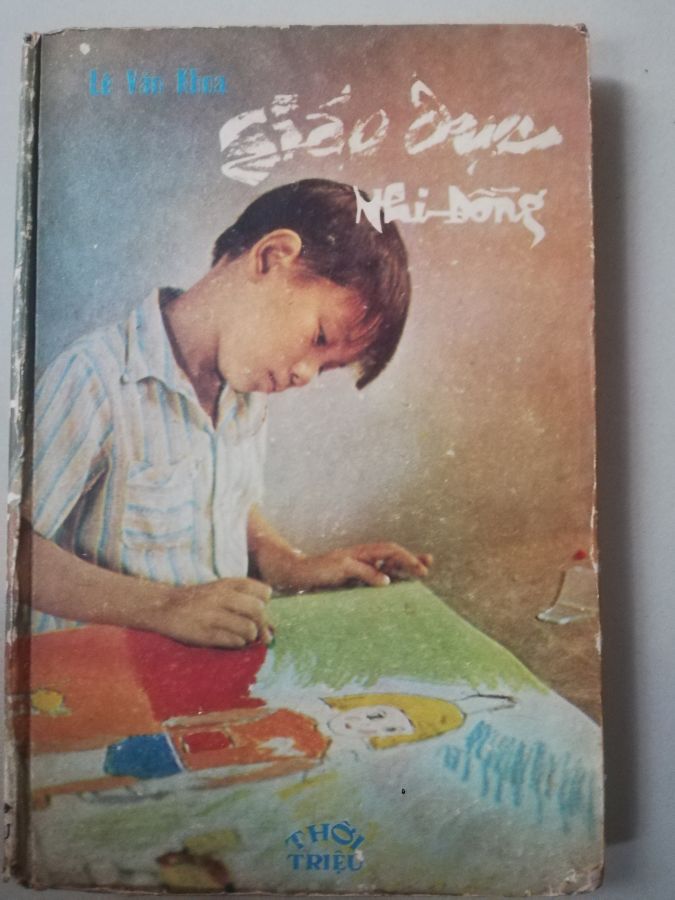 Lê Văn Khoa
Giáo dục
Nhi-Đồng
THỜI
TRIỆU